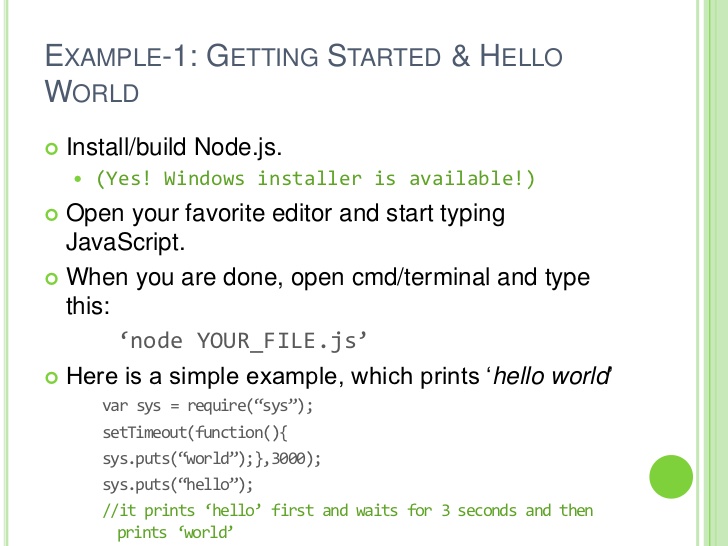 EXAMPLE-1: GETTING STARTED & HELLO
WORLD
Install/build Node.js.
(Yes! Windows installer is available!)
Open your favorite editor and start typing
JavaScript.
When you are done, open cmd/terminal and type
this:
‘node YOUR_FILE.js’
Here is a simple example, which prints ‘hello world’
var sys = require(“sys”);
setTimeout(function(){
sys.puts(“world”);},3000);
sys.puts(“hello”);
//it prints ‘hello’ first and waits for 3 seconds and then
prints ‘world’